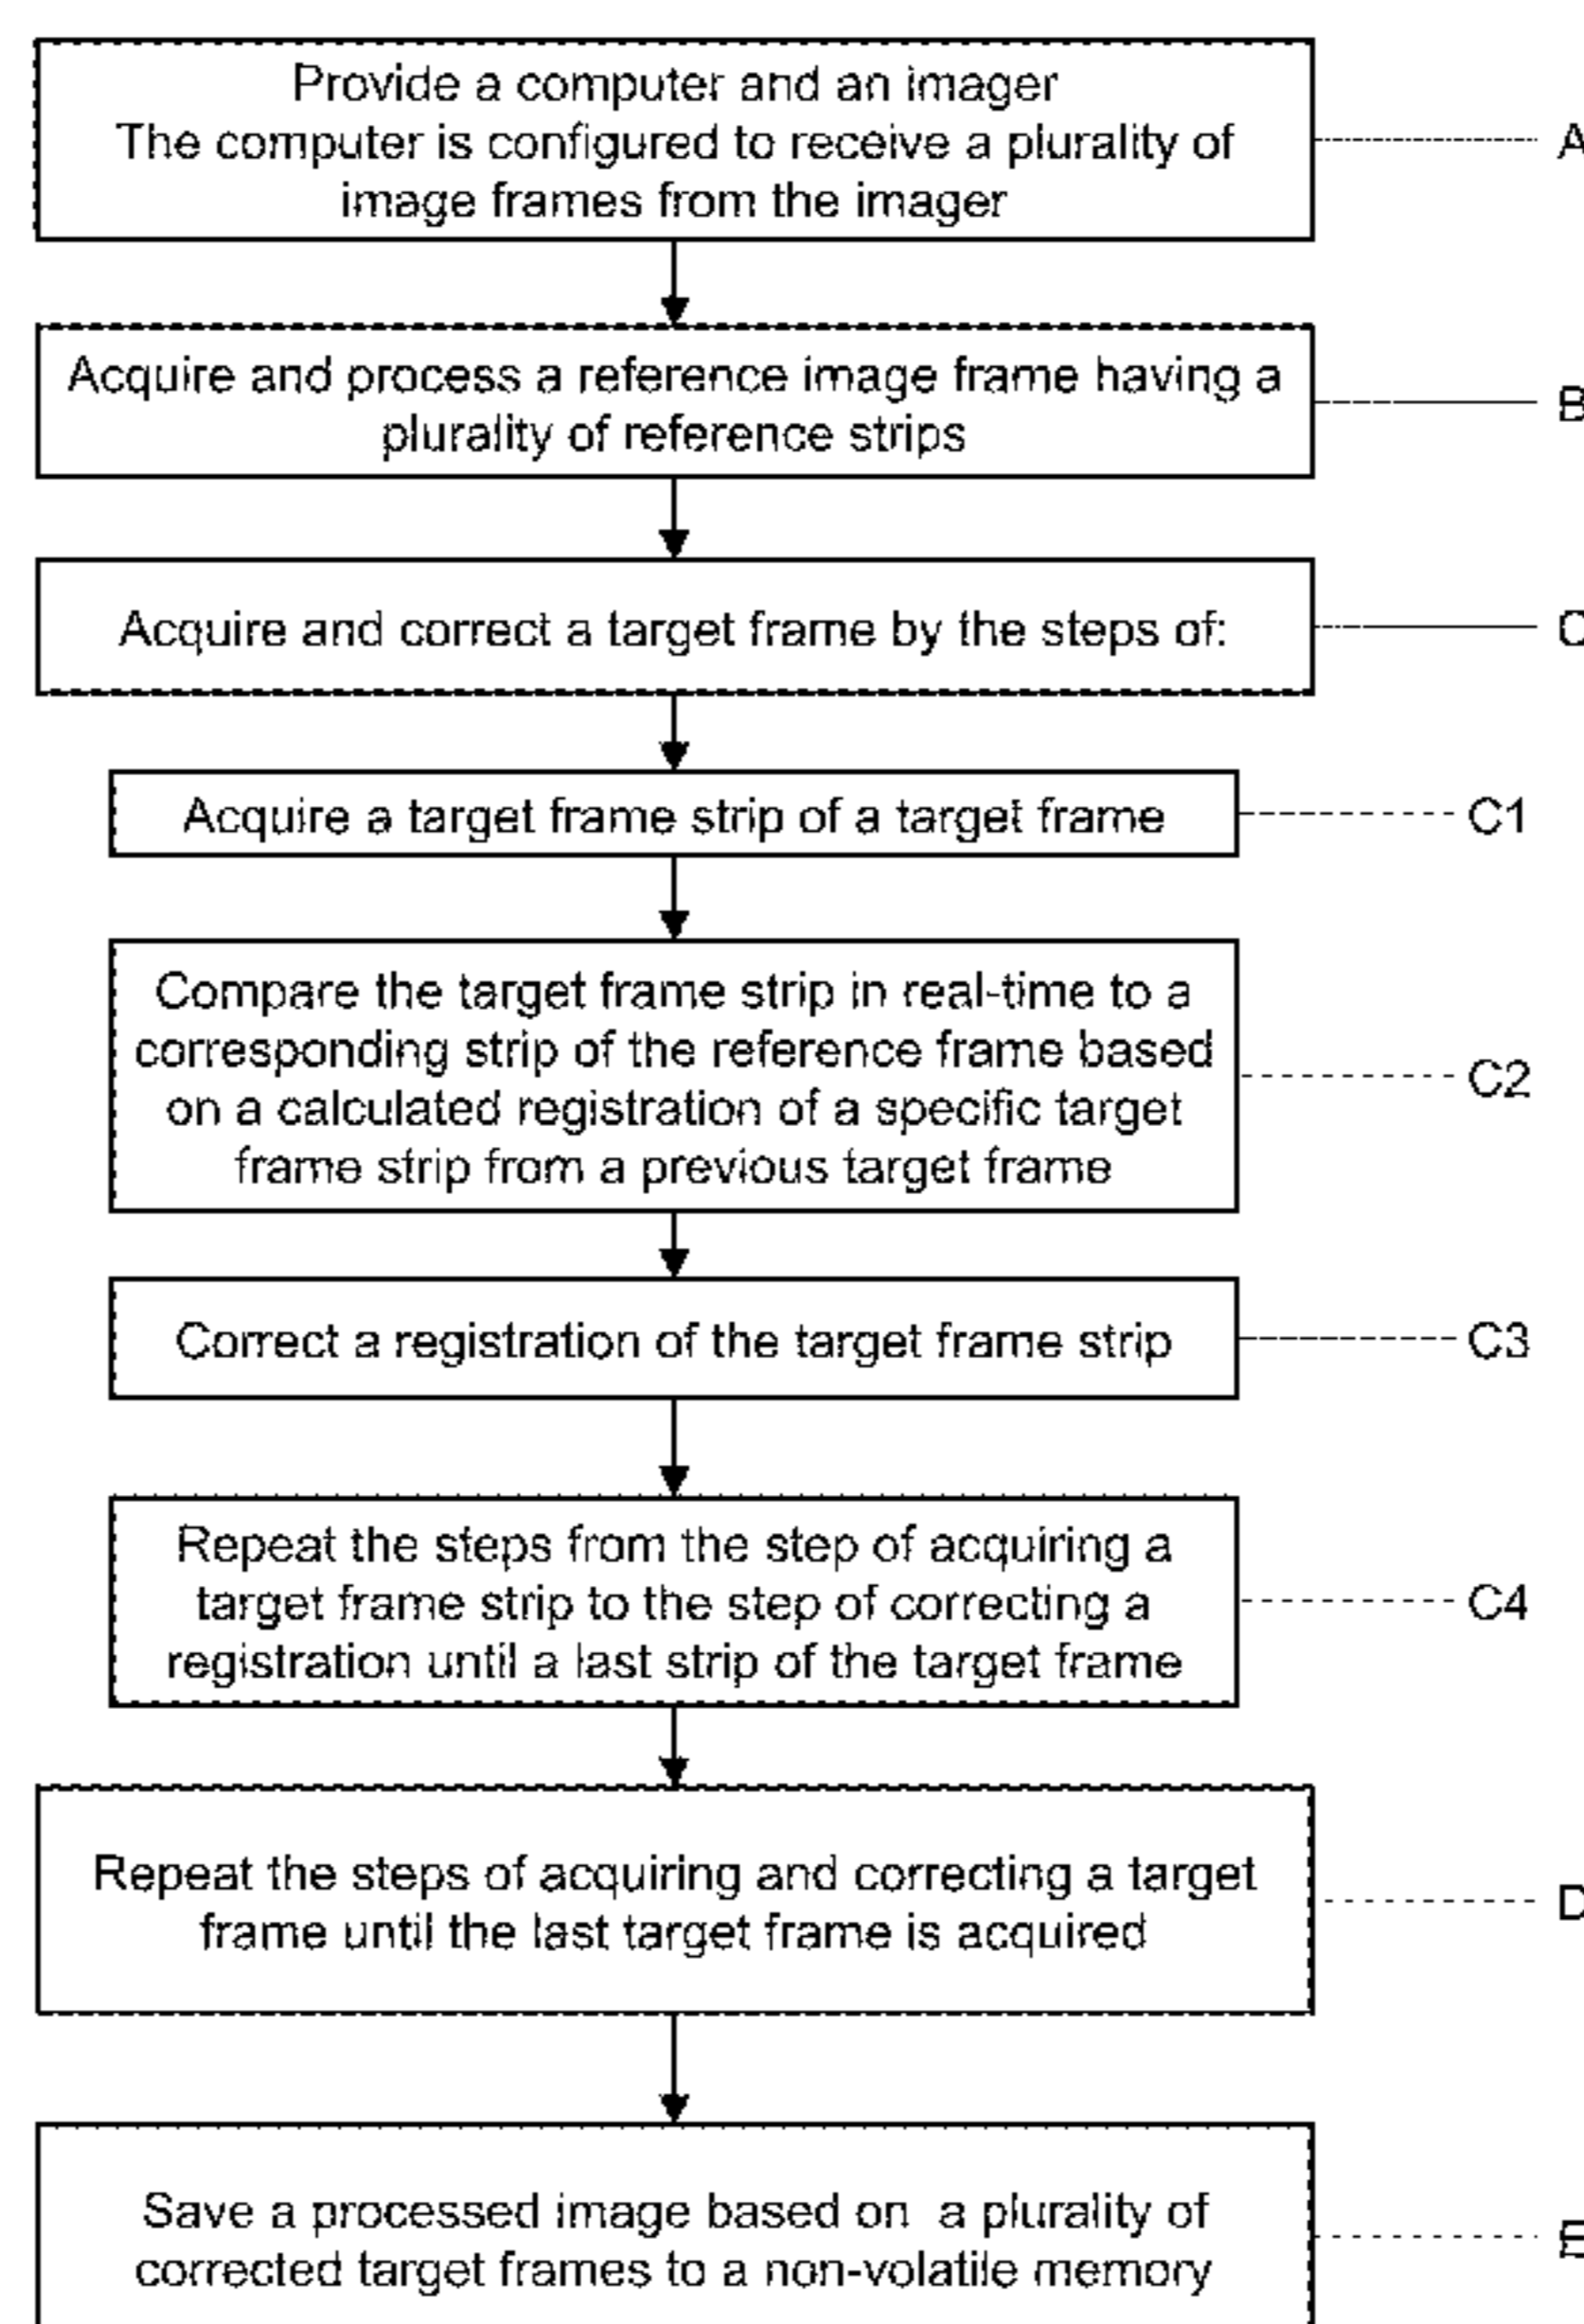 Provide a computer and an imager
The computer is configured to receive a plurality of
image frames from the imager
A
Acquire and process a reference image frame having a
plurality of reference strips
B
Acquire and correct a target frame by the steps of:
C
Acquire a target frame strip of a target frame
C1
Compare the target frame strip in real-time to a
corresponding strip of the reference frame based
on a calculated registration of a specific target
frame strip from a previous target frame
C2
Correct a registration of the target frame strip
C3
Repeat the steps from the step of acquiring a
target frame strip to the step of correcting a
registration until a last strip of the target frame
C4
Repeat the steps of acquiring and correcting a target
frame until the last target frame is acquired
D
Save a processed image based on a plurality of
corrected target frames to a non-volatile memory
E